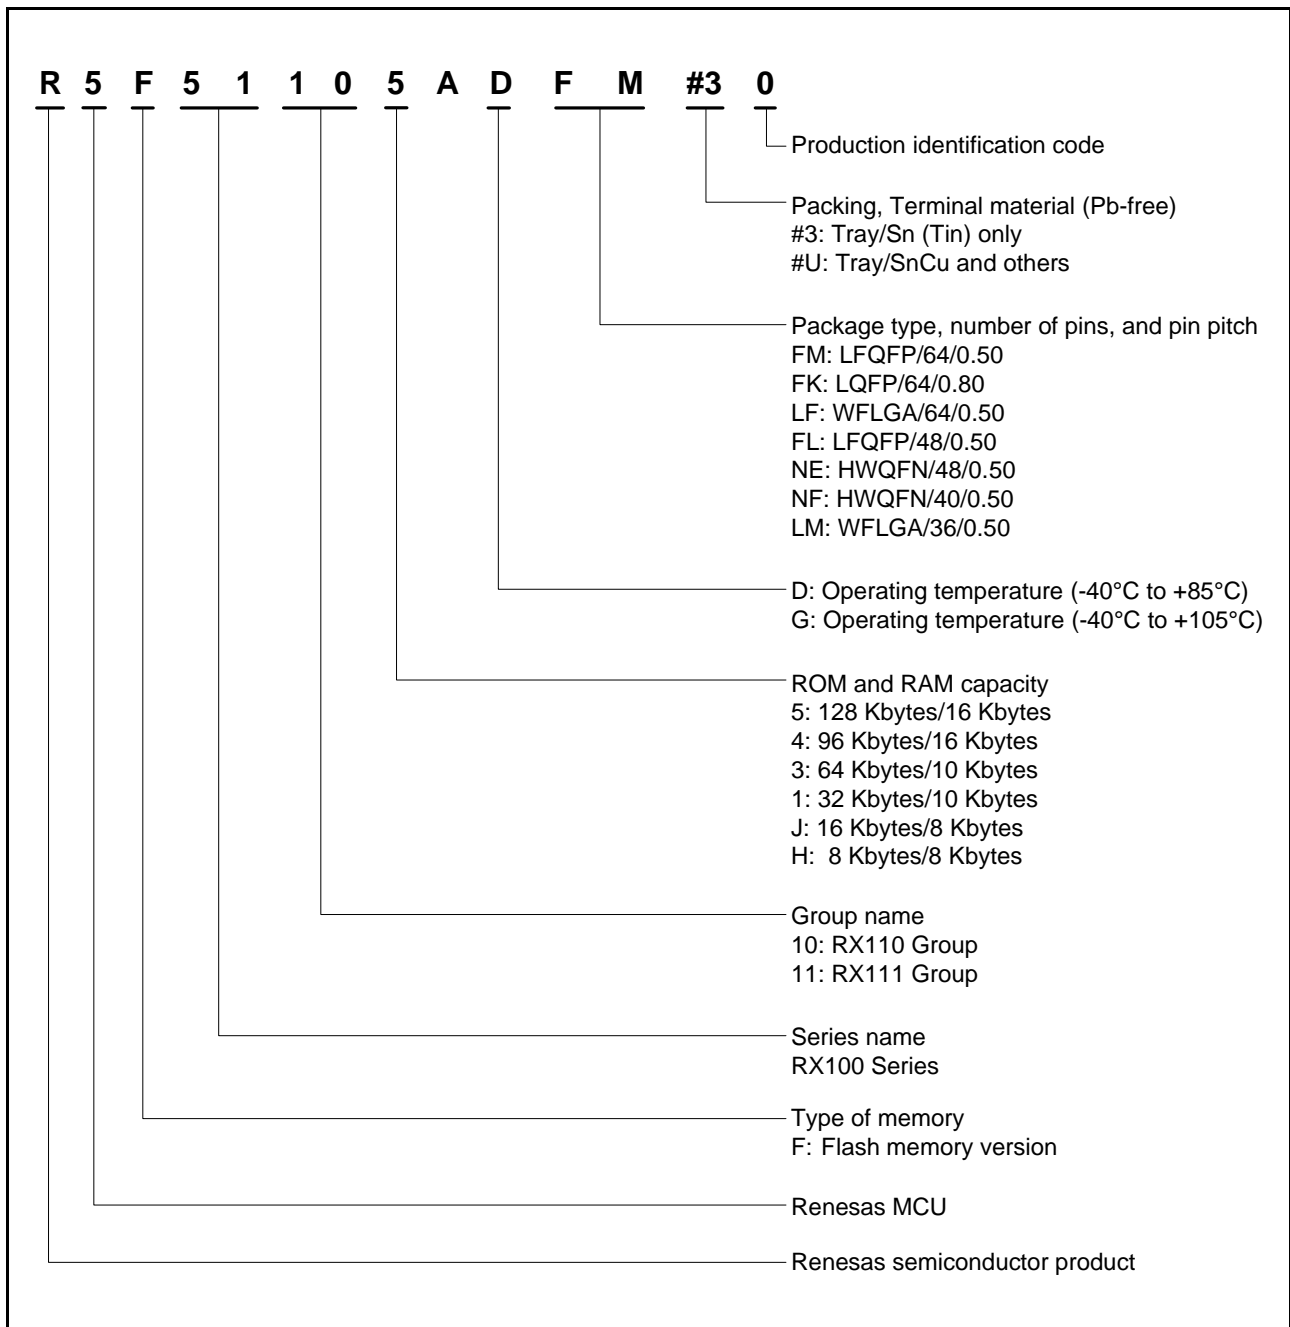 R 5 F 5 1 1 0 5 A D F M #3 0
Production identification code
Packing, Terminal material (Pb-free)
#3: Tray/Sn (Tin) only
#U: Tray/SnCu and others
Package type, number of pins, and pin pitch
FM: LFQFP/64/0.50
FK: LQFP/64/0.80
LF: WFLGA/64/0.50
FL: LFQFP/48/0.50
NE: HWQFN/48/0.50
NF: HWQFN/40/0.50
LM: WFLGA/36/0.50
D: Operating temperature (-40°C to +85°C)
G: Operating temperature (-40°C to +105°C)
ROM and RAM capacity
5: 128 Kbytes/16 Kbytes
4: 96 Kbytes/16 Kbytes
3: 64 Kbytes/10 Kbytes
1: 32 Kbytes/10 Kbytes
J: 16 Kbytes/8 Kbytes
H: 8 Kbytes/8 Kbytes
Group name
10: RX110 Group
11: RX111 Group
Series name
RX100 Series
Type of memory
F: Flash memory version
Renesas MCU
Renesas semiconductor product